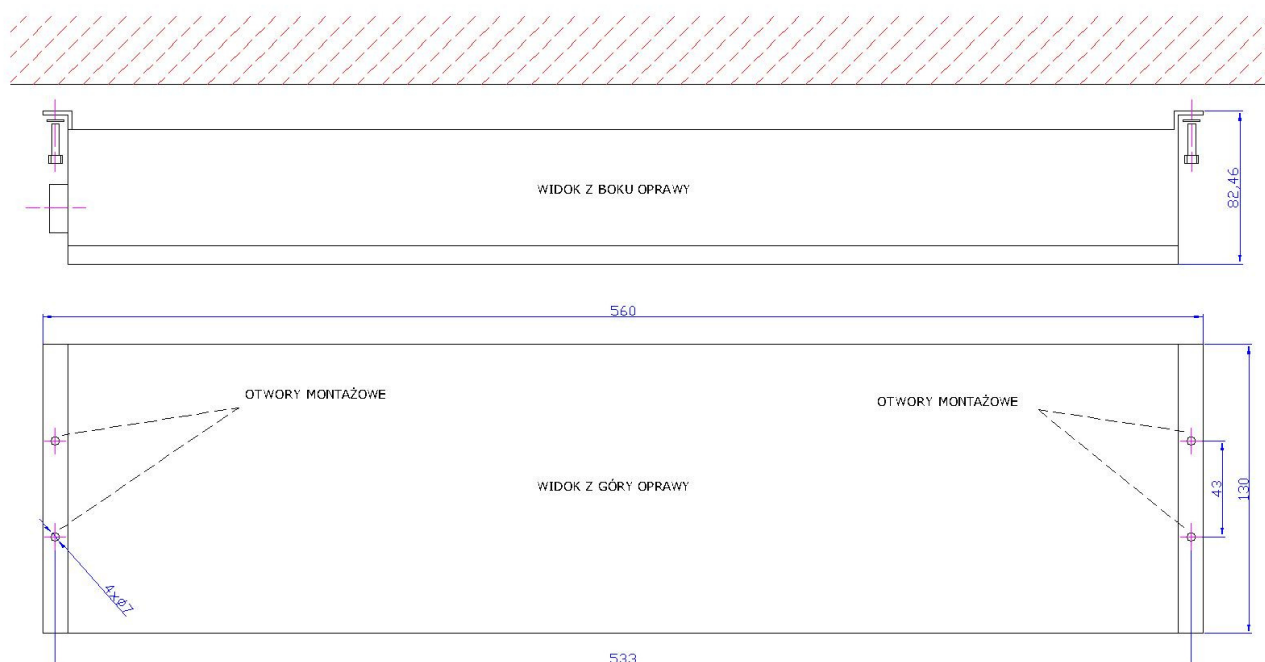 WIDOK Z BOKU OPRAWY
82,46
560
OTWORY MONTAŻOWE
OTWORY MONTAŻOWE
WIDOK Z GÓRY OPRAWY
43
130
4xø7
533